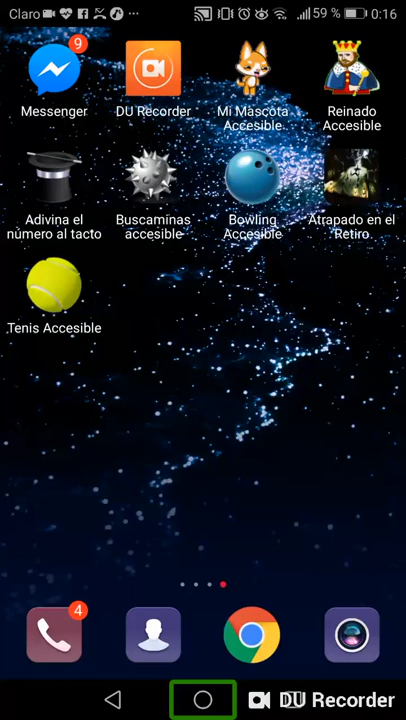 Claro
59 %
0:16
9
Messenger
DU Recorder
Mi Mascota
Accesible
Reinado
Accesible
Adivina el
número al tacto
Buscaminas
accesible
Bowling
Accesible
Atrapado en el
Retiro
Tenis Accesible
4
DU Recorder